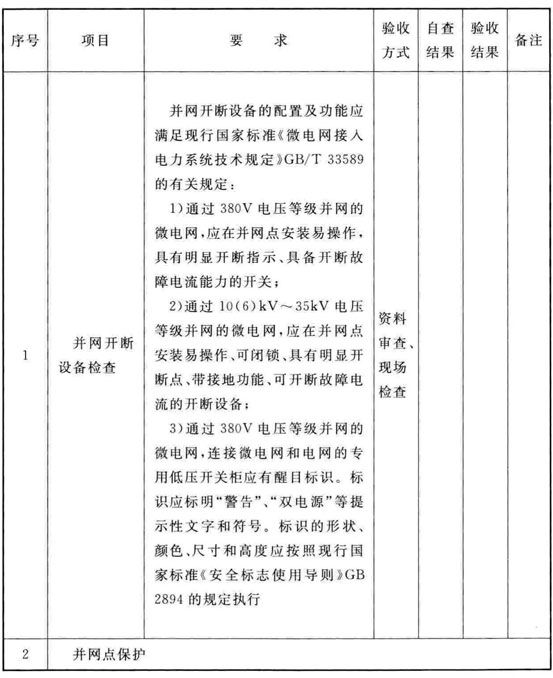 序号
项目
要 求
验收
方式
自查
结果
验收
结果
备注
1
并网开断
设备检查
并网开断设备的配置及功能应
满足现行国家标准《微电网接入
电力系统技术规定》GB/T 33589
的有关规定：
1)通过 380V 电压等级并网的
微电网,应在并网点安装易操作,
具有明显开断指示、具备开断故
障电流能力的开关；
2)通过 10(6)kV～35kV 电压
等级并网的微电网,应在并网点
安装易操作、可闭锁、具有明显开
断点、带接地功能、可开断故障电
流的开断设备；
3)通过 380V 电压等级并网的
微电网,连接微电网和电网的专
用低压开关柜应有醒目标识。标
识应标明“警告”、“双电源”等提
示性文字和符号。标识的形状、
颜色、尺寸和高度应按照现行国
家标准《安全标志使用导则》GB
2894 的规定执行
资料
审查、
现场
检查
2
并网点保护